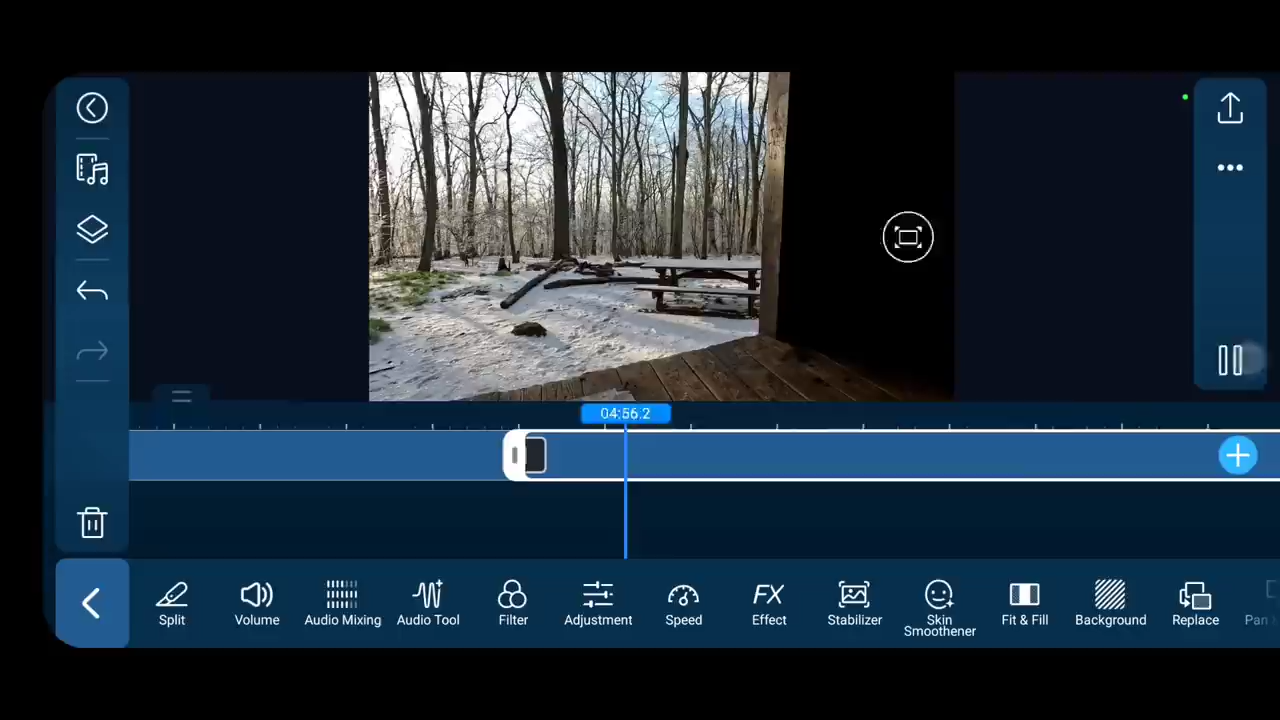 04:56.2
Split
Volume
Audio Mixing
Audio Tool
Filter
Adjustment
Speed
FX
Effect
Stabilizer
Skin
Smoothener
Fit & Fill
Background
Replace
Pan